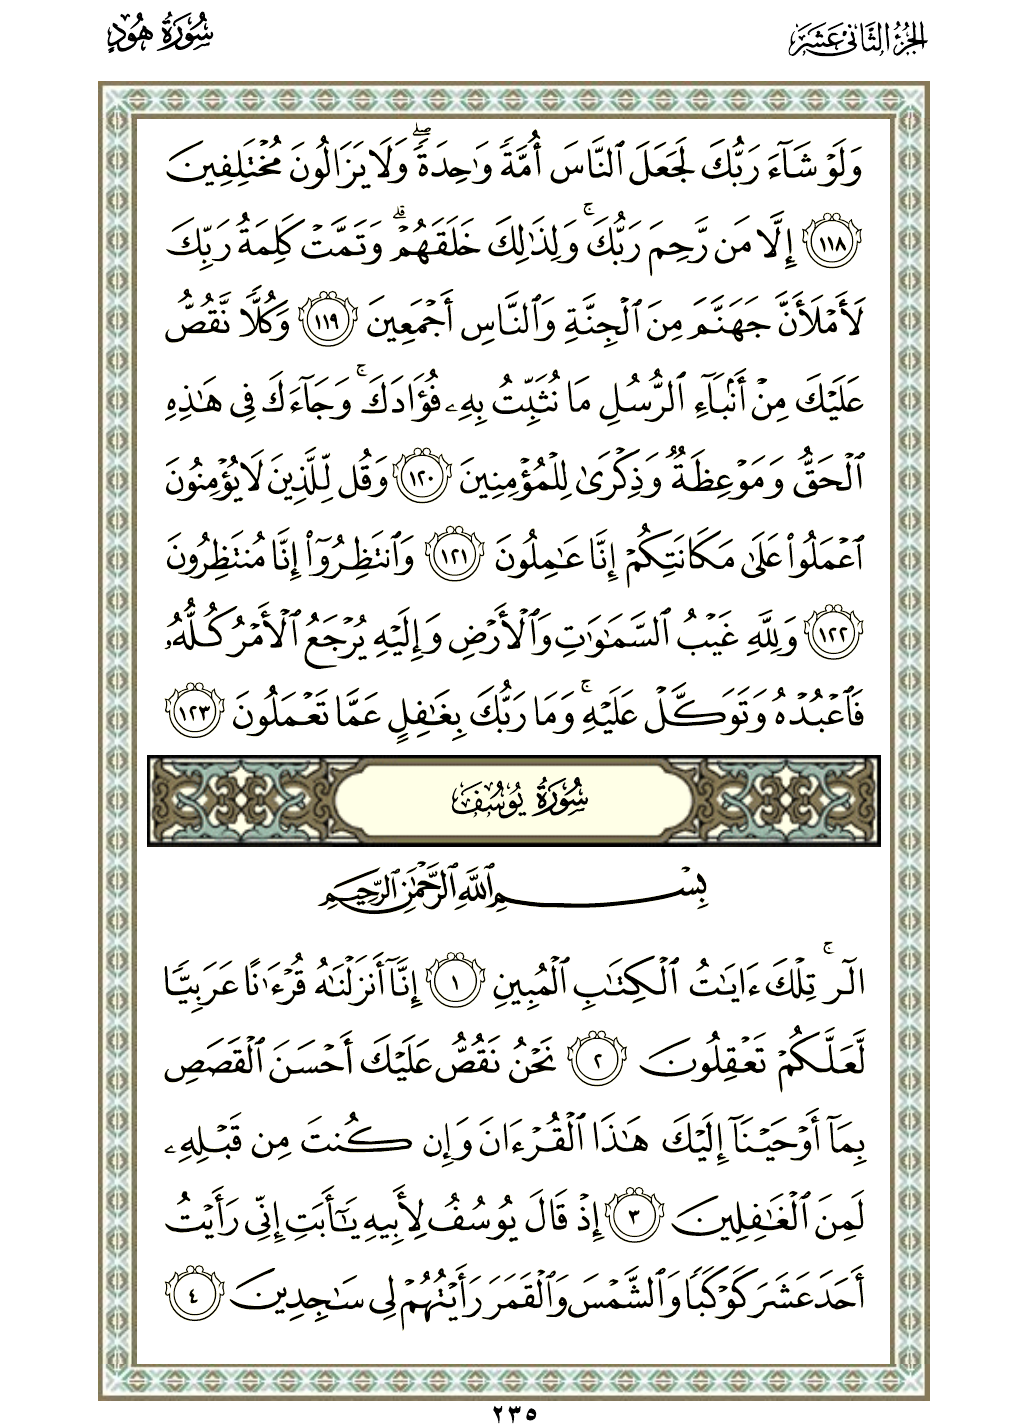 الجزء الثاني عشر
سورة هود
وَلَوْ شَآءَ رَبُّكَ لَجَعَلَ ٱلنَّاسَ أُمَّةً وَٰحِدَةً ۖ وَلَا يَزَالُونَ مُخْتَلِفِينَ
١١٨ إِلَّا مَن رَّحِمَ رَبُّكَ ۚ وَلِذَٰلِكَ خَلَقَهُمْ ۗ وَتَمَّتْ كَلِمَةُ رَبِّكَ
لَأَمْلَأَنَّ جَهَنَّمَ مِنَ ٱلْجِنَّةِ وَٱلنَّاسِ أَجْمَعِينَ ١١٩ وَكُلًّا نَّقُصُّ
عَلَيْكَ مِنْ أَنۢبَآءِ ٱلرُّسُلِ مَا نُثَبِّتُ بِهِۦ فُؤَادَكَ ۚ وَجَآءَكَ فِى هَٰذِهِ
ٱلْحَقُّ وَمَوْعِظَةٌ وَذِكْرَىٰ لِلْمُؤْمِنِينَ ١٢٠ وَقُل لِّلَّذِينَ لَا يُؤْمِنُونَ
ٱعْمَلُوا۟ عَلَىٰ مَكَانَتِكُمْ إِنَّا عَٰمِلُونَ ١٢١ وَٱنتَظِرُوٓا۟ إِنَّا مُنتَظِرُونَ
١٢٢ وَلِلَّهِ غَيْبُ ٱلسَّمَٰوَٰتِ وَٱلْأَرْضِ وَإِلَيْهِ يُرْجَعُ ٱلْأَمْرُ كُلُّهُۥ
فَٱعْبُدْهُ وَتَوَكَّلْ عَلَيْهِ ۚ وَمَا رَبُّكَ بِغَٰفِلٍ عَمَّا تَعْمَلُونَ ١٢٣
سُورَةُ يُوسُفَ
بِسْمِ ٱللَّهِ ٱلرَّحْمَٰنِ ٱلرَّحِيمِ
الٓر ۚ تِلْكَ ءَايَٰتُ ٱلْكِتَٰبِ ٱلْمُبِينِ ١ إِنَّآ أَنزَلْنَٰهُ قُرْءَٰنًا عَرَبِيًّا
لَّعَلَّكُمْ تَعْقِلُونَ ٢ نَحْنُ نَقُصُّ عَلَيْكَ أَحْسَنَ ٱلْقَصَصِ
بِمَآ أَوْحَيْنَآ إِلَيْكَ هَٰذَا ٱلْقُرْءَانَ وَإِن كُنتَ مِن قَبْلِهِۦ
لَمِنَ ٱلْغَٰفِلِينَ ٣ إِذْ قَالَ يُوسُفُ لِأَبِيهِ يَٰٓأَبَتِ إِنِّى رَأَيْتُ
أَحَدَ عَشَرَ كَوْكَبًا وَٱلشَّمْسَ وَٱلْقَمَرَ رَأَيْتُهُمْ لِى سَٰجِدِينَ ٤
٢٣٥